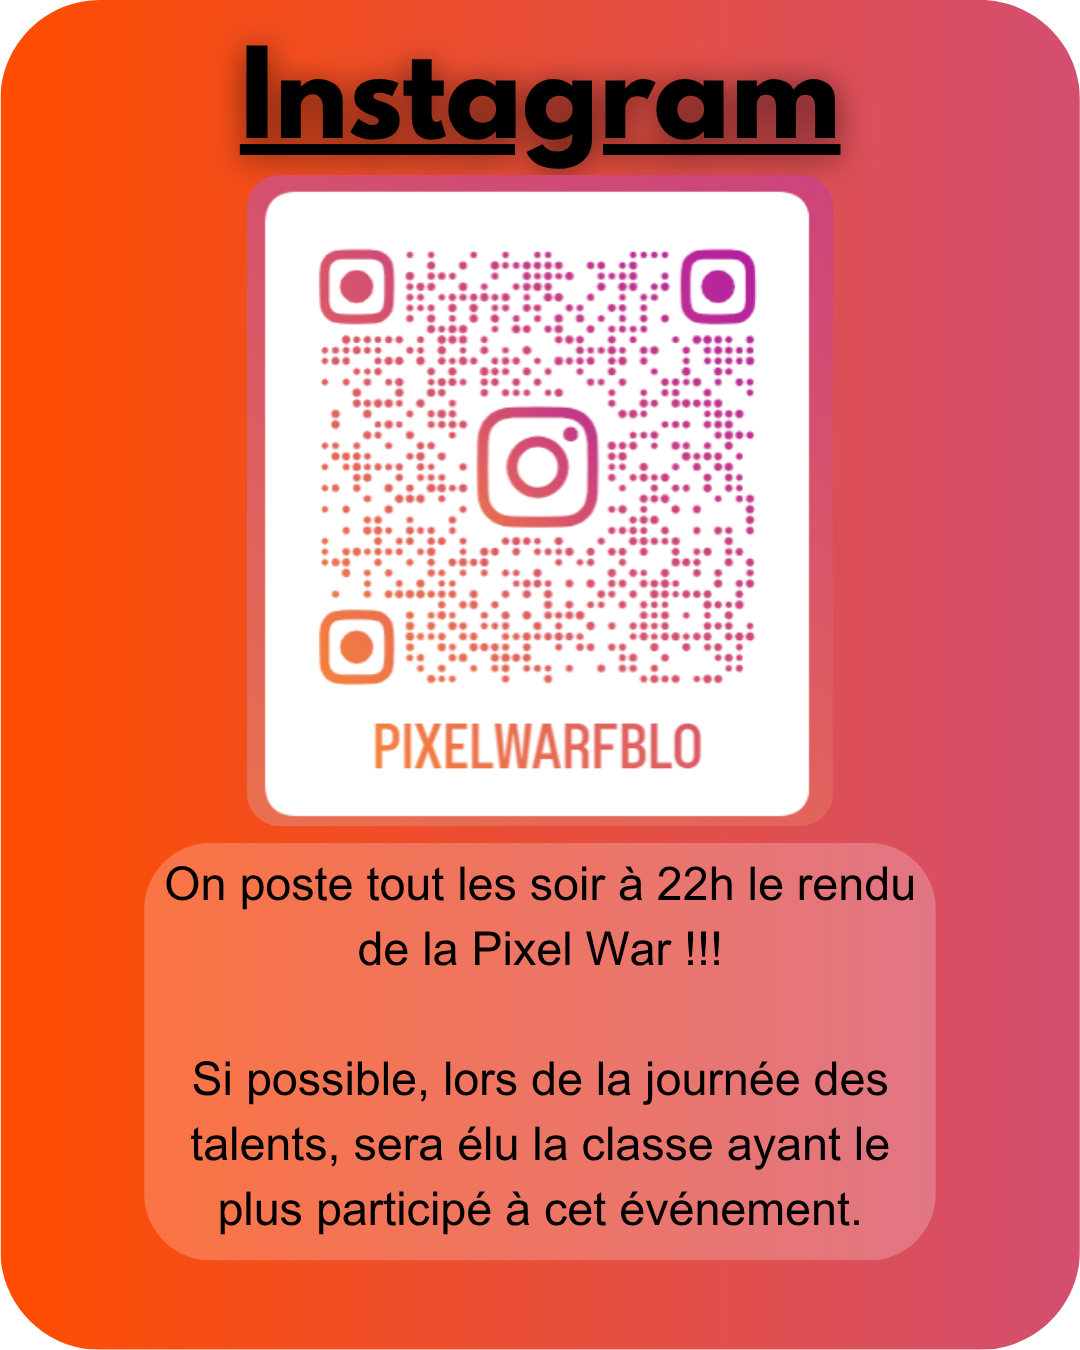 Instagram
PIXELWARFBLO
On poste tout les soir à 22h le rendu
de la Pixel War !!!
Si possible, lors de la journée des
talents, sera élu la classe ayant le
plus participé à cet événement.